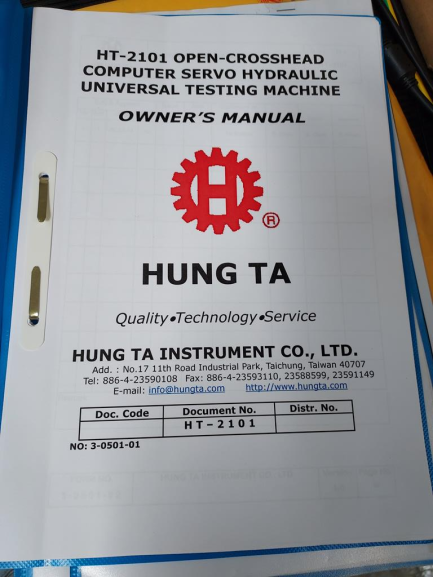 HT-2101 OPEN-CROSSHEAD
COMPUTER SERVO HYDRAULIC
UNIVERSAL TESTING MACHINE
OWNER'S MANUAL
H
®
HUNG TA
Quality•Technology•Service
HUNG TA INSTRUMENT CO., LTD.
Add. : No.17 11th Road Industrial Park, Taichung, Taiwan 40707
Tel: 886-4-23590108 Fax: 886-4-23593110, 23588599, 23591149
E-mail: info@hungta.com http://www.hungta.com
Doc. Code Document No. Distr. No.
HT-2101
NO: 3-0501-01